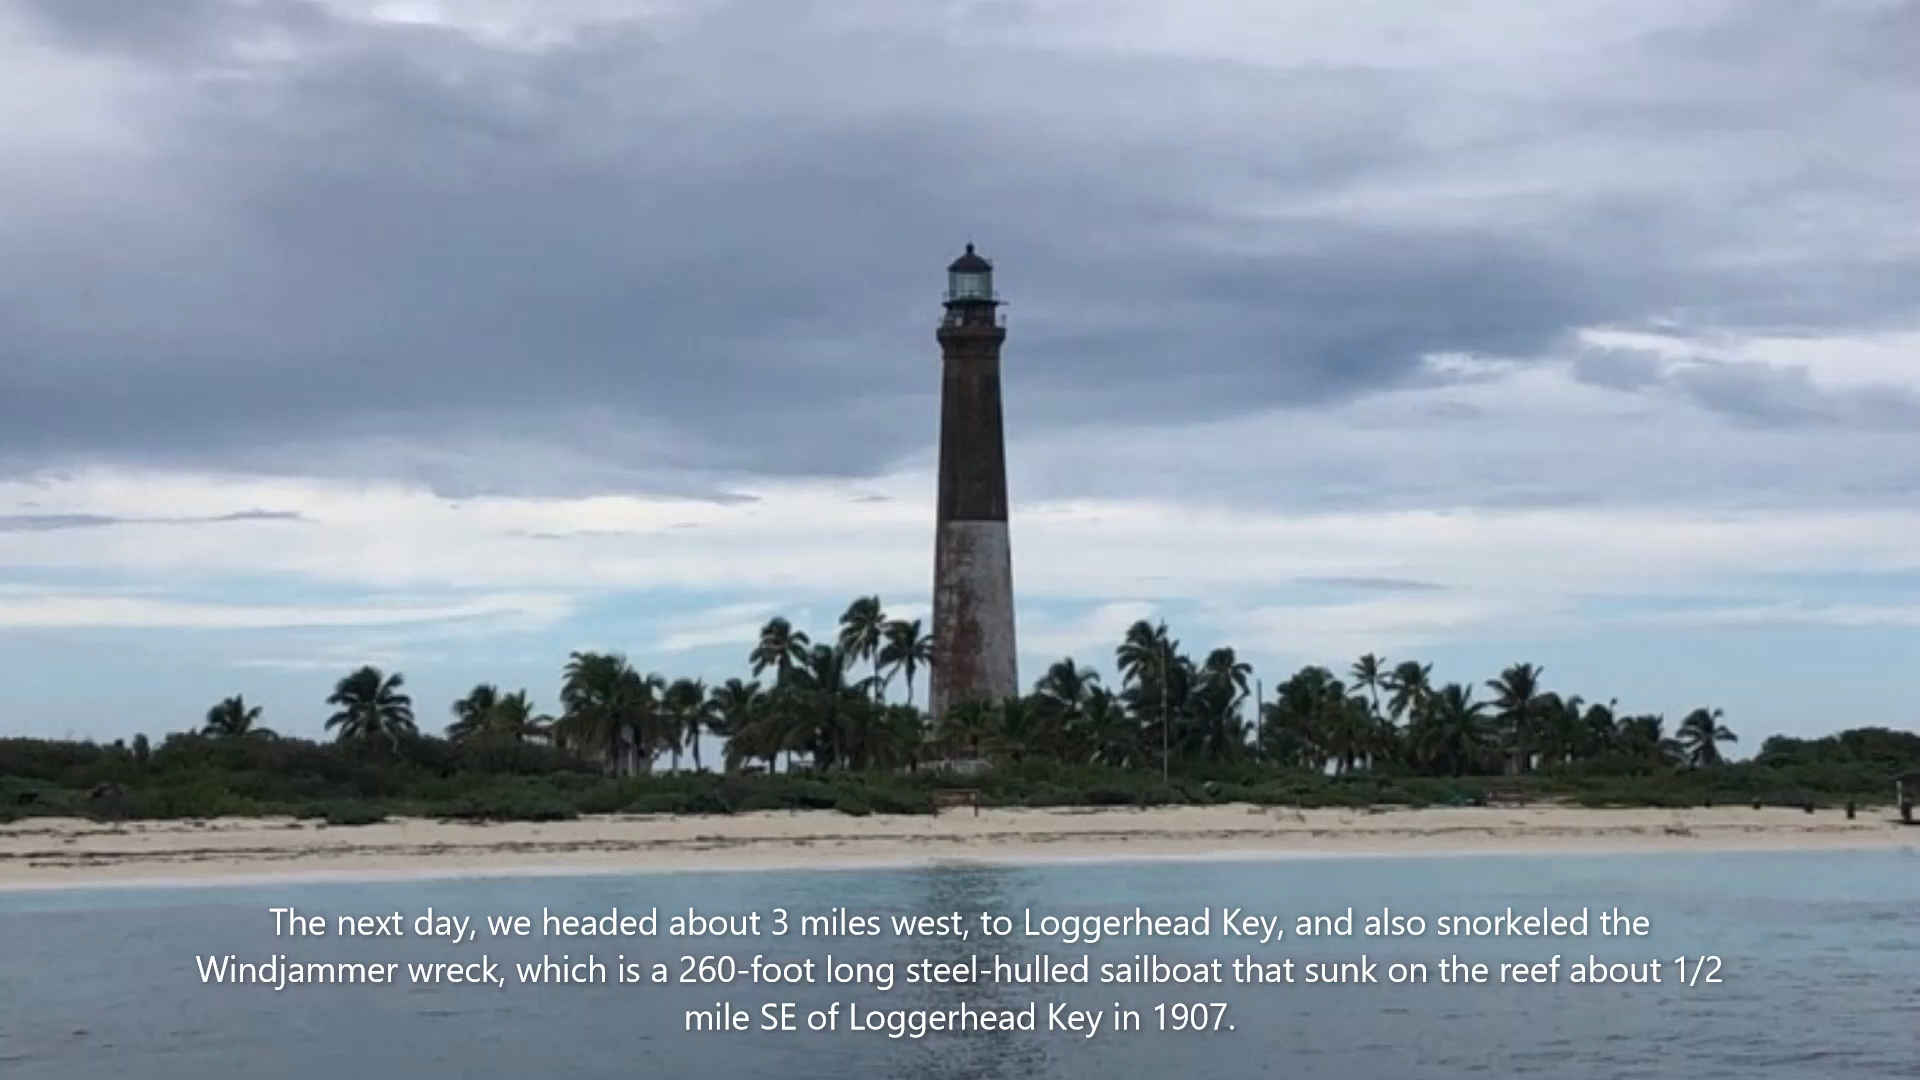 The next day, we headed about 3 miles west, to Loggerhead Key, and also snorkeled the
Windjammer wreck, which is a 260-foot long steel-hulled sailboat that sunk on the reef about 1/2
mile SE of Loggerhead Key in 1907.